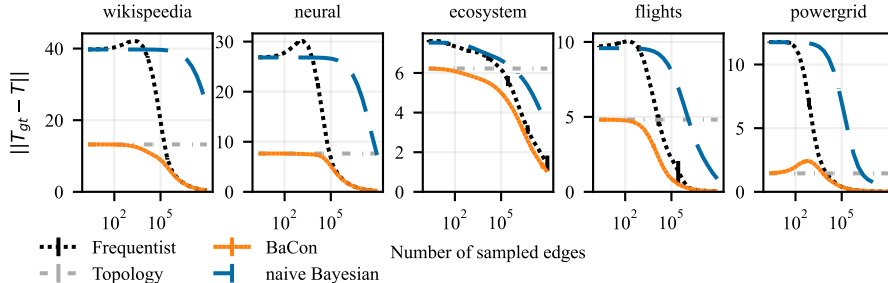 wikispeedia
neural
ecosystem
flights
powergrid
||T_gt − T||
40
20
0
30
20
10
0
6
4
2
0
10
5
0
10
5
0
10^2
10^5
10^2
10^5
10^2
10^5
10^2
10^5
10^2
10^5
Number of sampled edges
Frequentist
BaCon
Topology
naive Bayesian